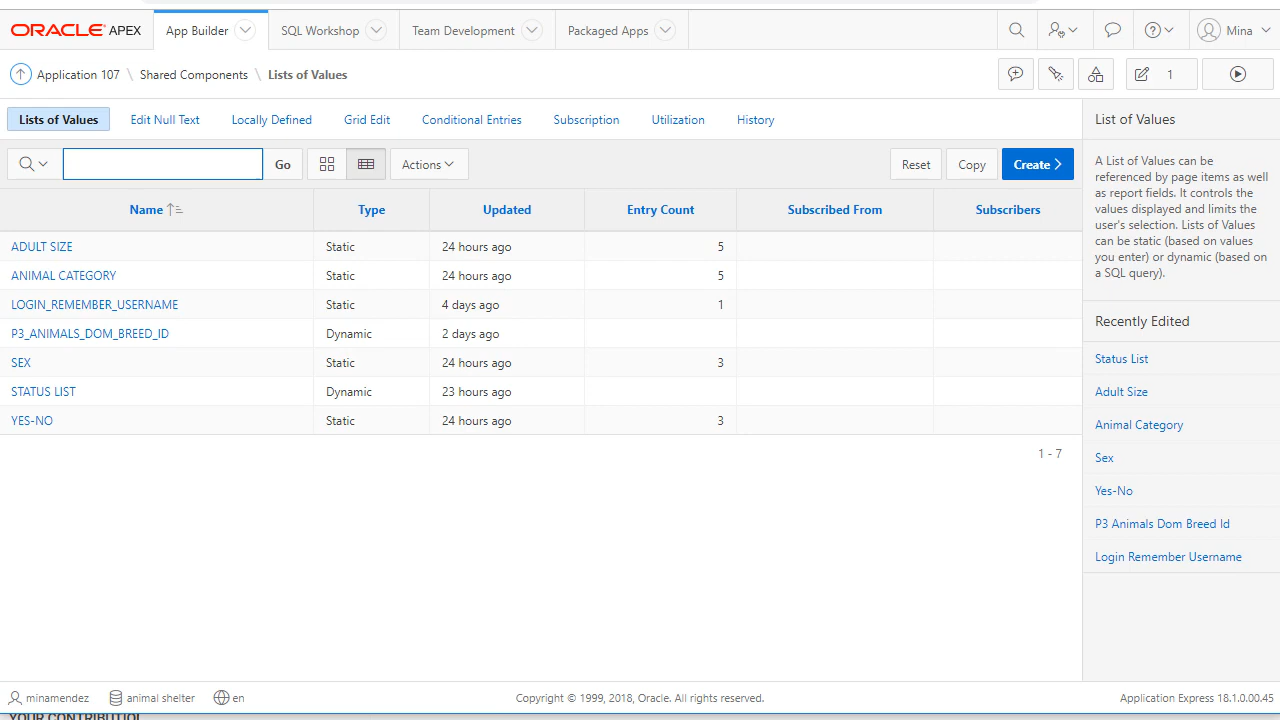 ORACLE APEX App Builder SQL Workshop Team Development Packaged Apps Mina
Application 107 \ Shared Components \ Lists of Values 1
Lists of Values Edit Null Text Locally Defined Grid Edit Conditional Entries Subscription Utilization History
Go Actions Reset Copy Create
Name Type Updated Entry Count Subscribed From Subscribers
ADULT SIZE Static 24 hours ago 5
ANIMAL CATEGORY Static 24 hours ago 5
LOGIN_REMEMBER_USERNAME Static 4 days ago 1
P3_ANIMALS_DOM_BREED_ID Dynamic 2 days ago
SEX Static 24 hours ago 3
STATUS LIST Dynamic 23 hours ago
YES-NO Static 24 hours ago 3
1 - 7
List of Values
A List of Values can be
referenced by page items as well
as report fields. It controls the
values displayed and limits the
user's selection. Lists of Values
can be static (based on values
you enter) or dynamic (based on
a SQL query).
Recently Edited
Status List
Adult Size
Animal Category
Sex
Yes-No
P3 Animals Dom Breed Id
Login Remember Username
minamendez animal shelter en Copyright © 1999, 2018, Oracle. All rights reserved. Application Express 18.1.0.00.45